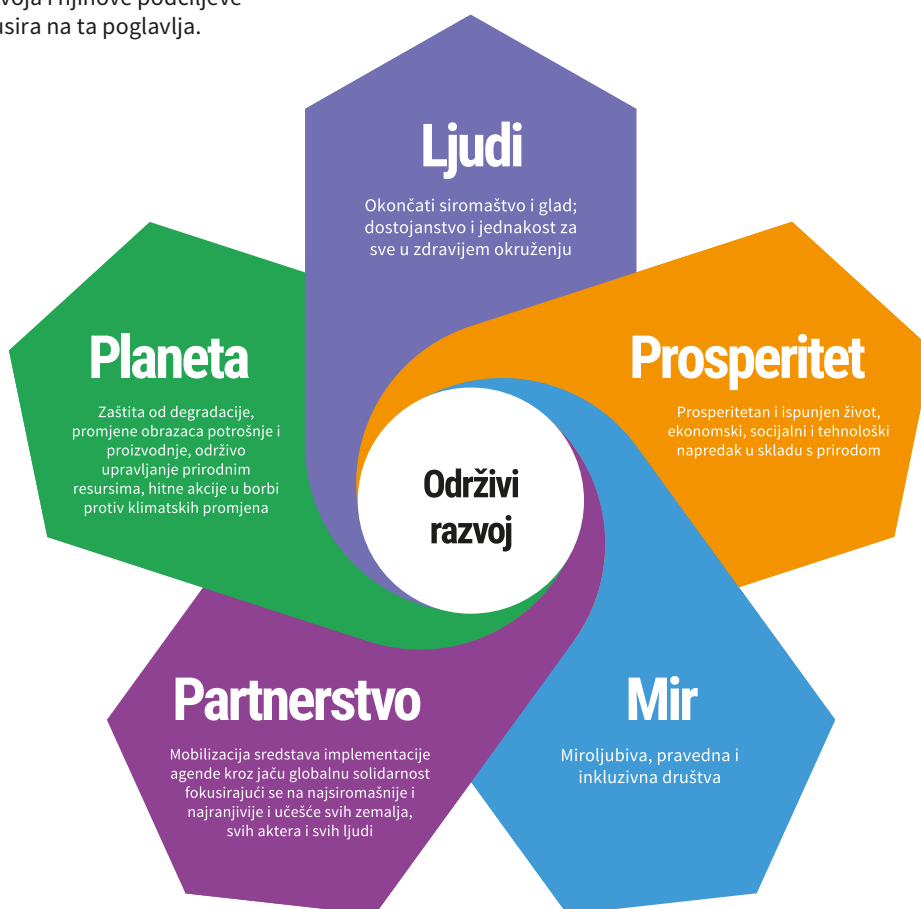 i njihove podciljeve
na ta poglavlja.
Ljudi
Okončati siromaštvo i glad;
dostojanstvo i jednakost za
sve u zdravijem okruženju
Planeta
Zaštita od degradacije,
promjene obrazaca potrošnje i
proizvodnje, održivo
upravljanje prirodnim
resursima, hitne akcije u borbi
protiv klimatskih promjena
Prosperitet
Prosperitetan i ispunjen život,
ekonomski, socijalni i tehnološki
napredak u skladu s prirodom
Održivi
razvoj
Partnerstvo
Mobilizacija sredstava implementacije
agende kroz jaču globalnu solidarnost
fokusirajući se na najsiromašnije i
najranjivije i učešće svih zemalja,
svih aktera i svih ljudi
Mir
Miroljubiva, pravedna i
inkluzivna društva